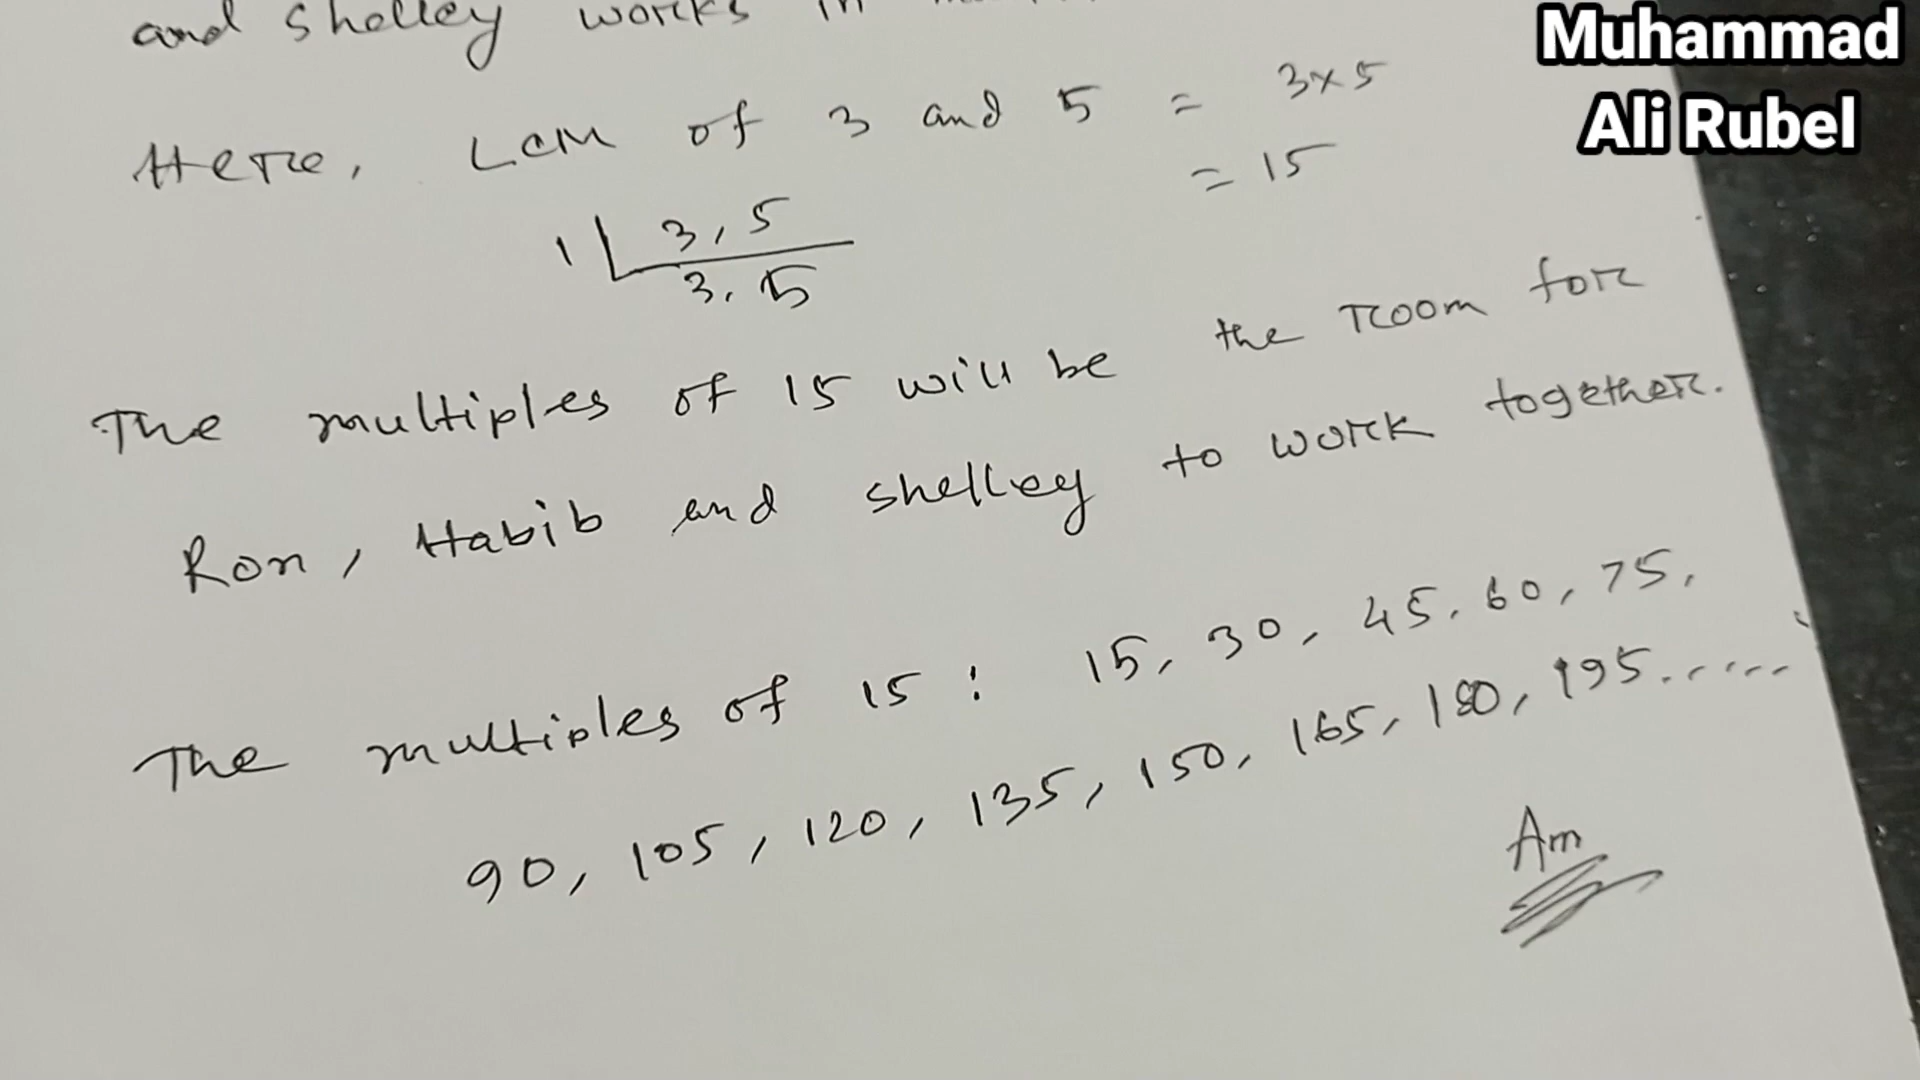 and Shelley works in
Here, LCM of 3 and 5 = 3×5
= 15
1 3, 5
3, 5
The multiples of 15 will be the room for
Ron, Habib and shelley to work together.
The multiples of 15 : 15, 30, 45, 60, 75,
90, 105, 120, 135, 150, 165, 180, 195......
Muhammad
Ali Rubel